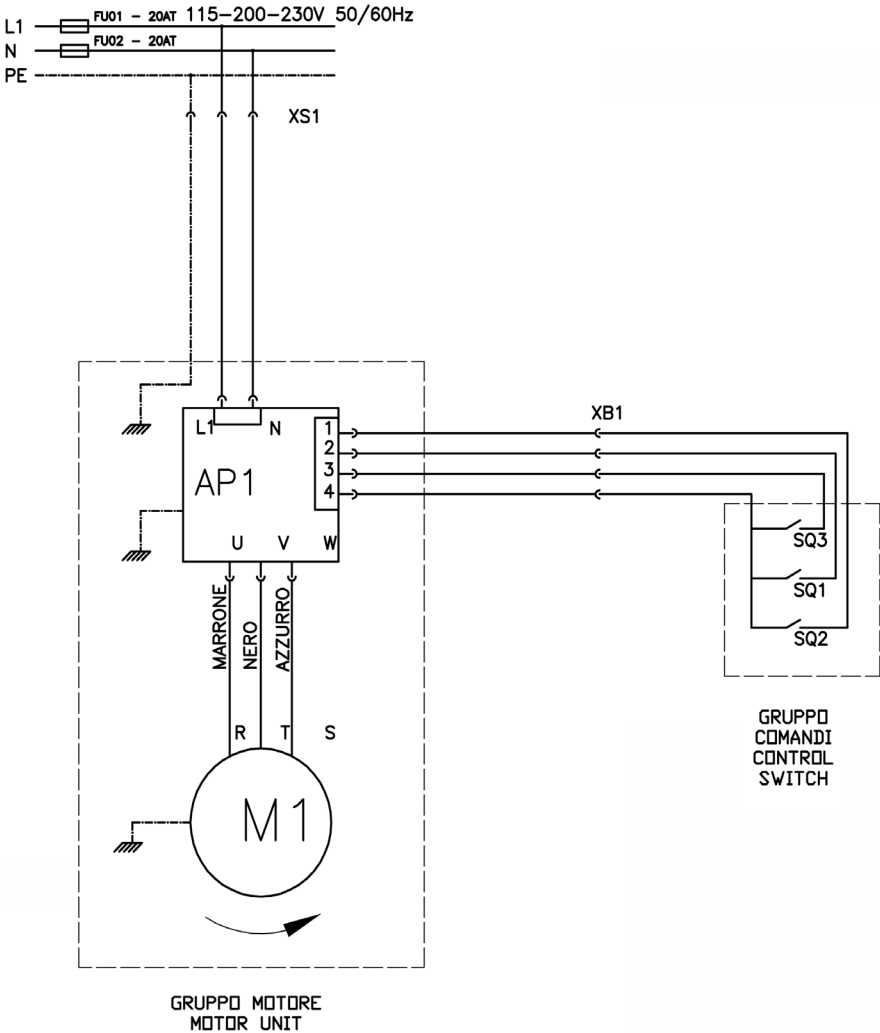 L1 FU01 - 20AT 115-200-230V 50/60Hz
N FU02 - 20AT
PE
XS1
L1 N
AP1
1
2
3
4
XB1
U V W
MARRONE
NERO
AZZURRO
R T S
M1
SQ3
SQ1
SQ2
GRUPPO
COMANDI
CONTROL
SWITCH
GRUPPO MOTORE
MOTOR UNIT